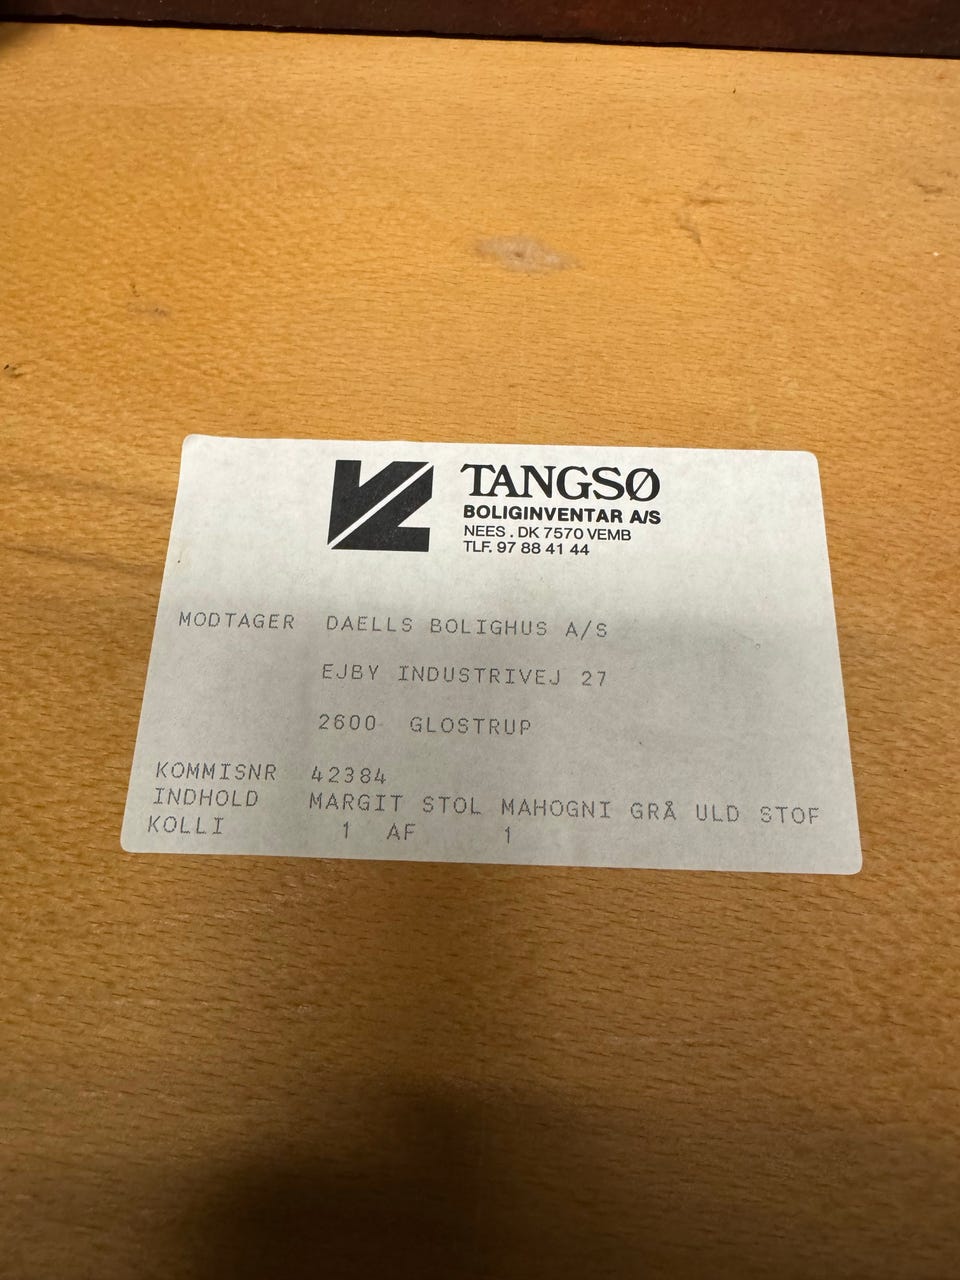 TANGSØ
BOLIGINVENTAR A/S
NEES . DK 7570 VEMB
TLF. 97 88 41 44
MODTAGER DAELLS BOLIGHUS A/S
EJBY INDUSTRIVEJ 27
2600 GLOSTRUP
KOMMISNR 42384
INDHOLD MARGIT STOL MAHOGNI GRÅ ULD STOF
KOLLI 1 AF 1